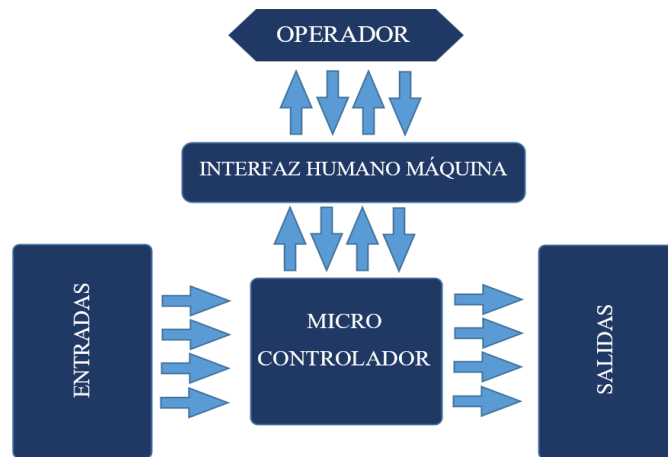 OPERADOR
INTERFAZ HUMANO MÁQUINA
ENTRADAS
MICRO
CONTROLADOR
SALIDAS